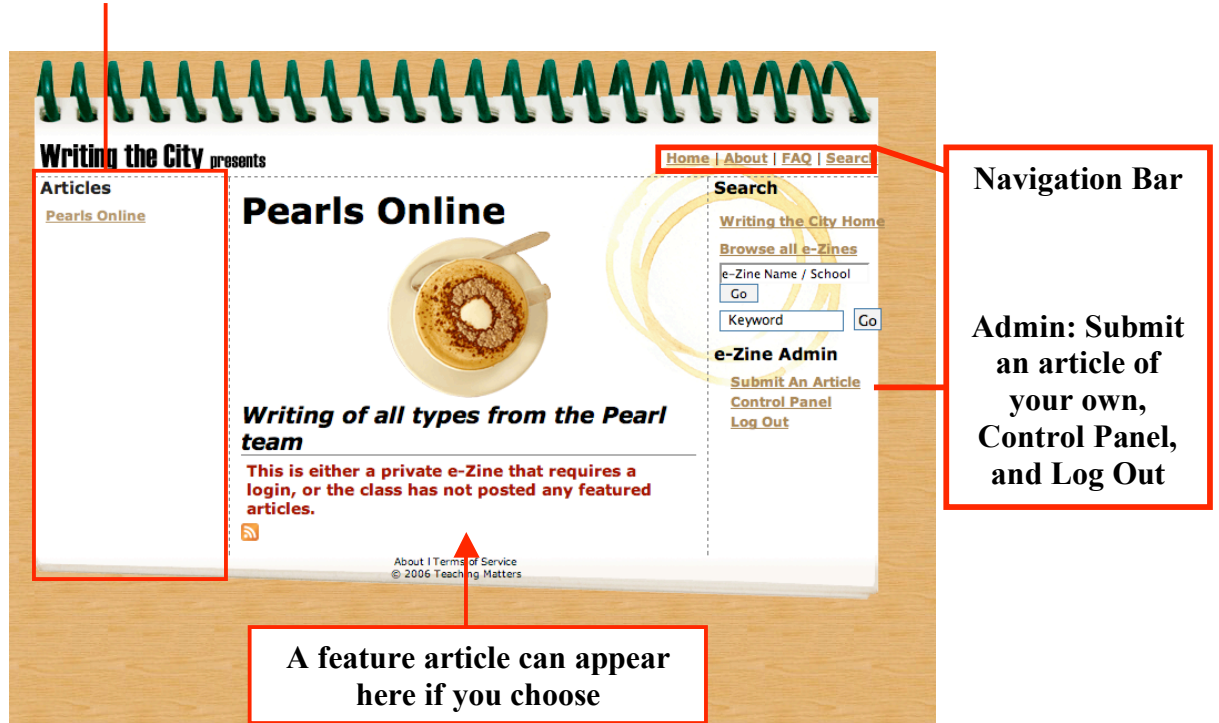 Writing the City presents
Home | About | FAQ | Search
Articles
Pearls Online
Pearls Online
Writing of all types from the Pearl
team
This is either a private e-Zine that requires a
login, or the class has not posted any featured
articles.
Search
Writing the City Home
Browse all e-Zines
e-Zine Name / School
Go
Keyword Go
e-Zine Admin
Submit An Article
Control Panel
Log Out
About I Terms of Service
© 2006 Teaching Matters
Navigation Bar
Admin: Submit
an article of
your own,
Control Panel,
and Log Out
A feature article can appear
here if you choose